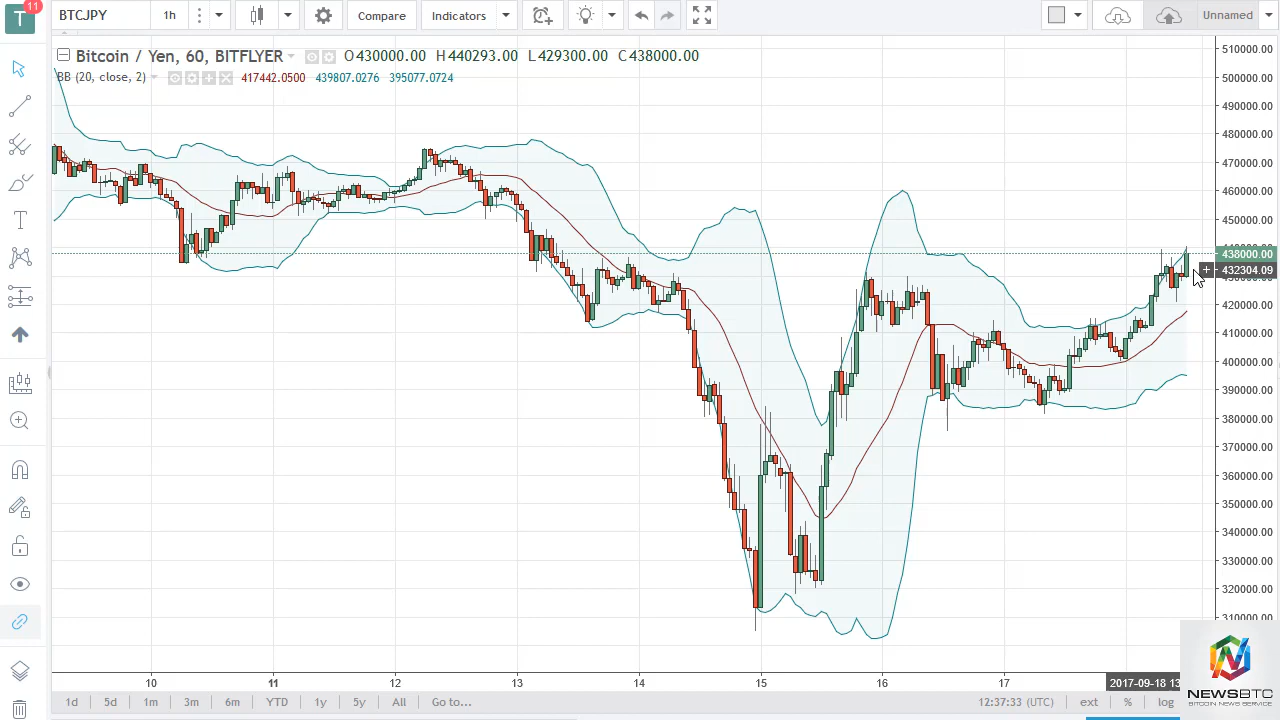 T 11 BTCJPY 1h Compare Indicators Unnamed
Bitcoin / Yen, 60, BITFLYER O430000.00 H440293.00 L429300.00 C438000.00
BB (20, close, 2) 417442.0500 439807.0276 395077.0724
510000.00
500000.00
490000.00
480000.00
470000.00
460000.00
450000.00
438000.00
432304.09
420000.00
410000.00
400000.00
390000.00
380000.00
370000.00
360000.00
350000.00
340000.00
330000.00
320000.00
310000.00
T
10 11 12 13 14 15 16 17 2017-09-18 13
1d 5d 1m 3m 6m YTD 1y 5y All Go to... 12:37:33 (UTC) ext % log
NEWSBTC
BITCOIN NEWS SERVICE